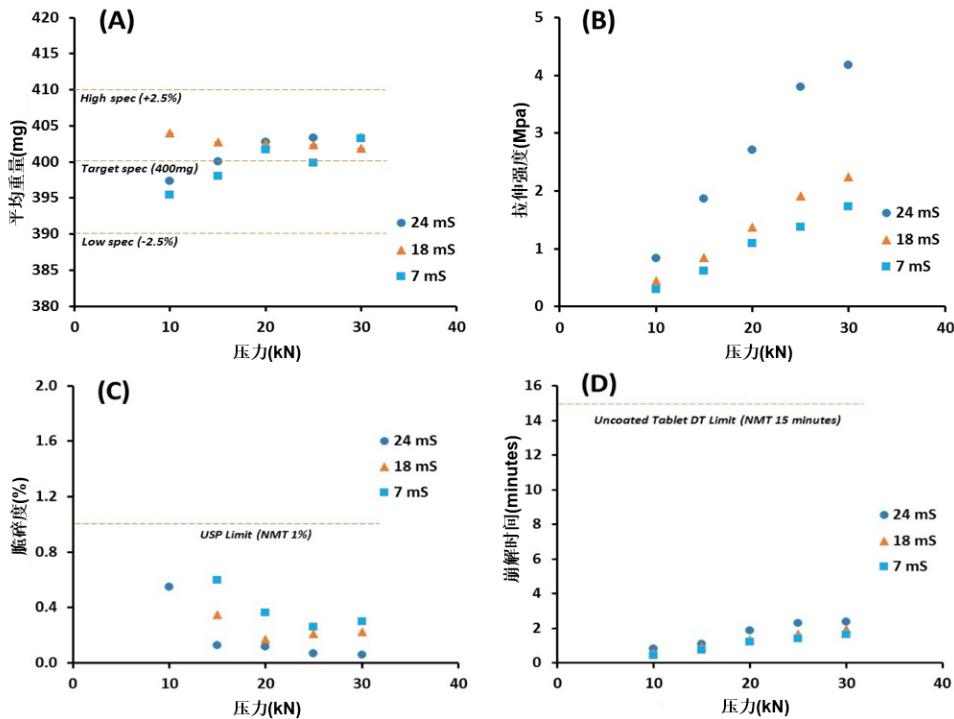 (A)
420
415
410
405
400
395
390
385
380
平均重量(mg)
High spec (+2.5%)
Target spec (400mg)
Low spec (-2.5%)
24 mS
18 mS
7 mS
0
10
20
30
40
压力(kN)
(B)
5
4
3
2
1
0
拉伸强度(Mpa)
24 mS
18 mS
7 mS
0
10
20
30
40
压力(kN)
(C)
2.0
1.6
1.2
0.8
0.4
0.0
脆碎度(%)
24 mS
18 mS
7 mS
USP Limit (NMT 1%)
0
10
20
30
40
压力(kN)
(D)
16
14
12
10
8
6
4
2
0
崩解时间(minutes)
Uncoated Tablet DT Limit (NMT 15 minutes)
24 mS
18 mS
7 mS
0
10
20
30
40
压力(kN)